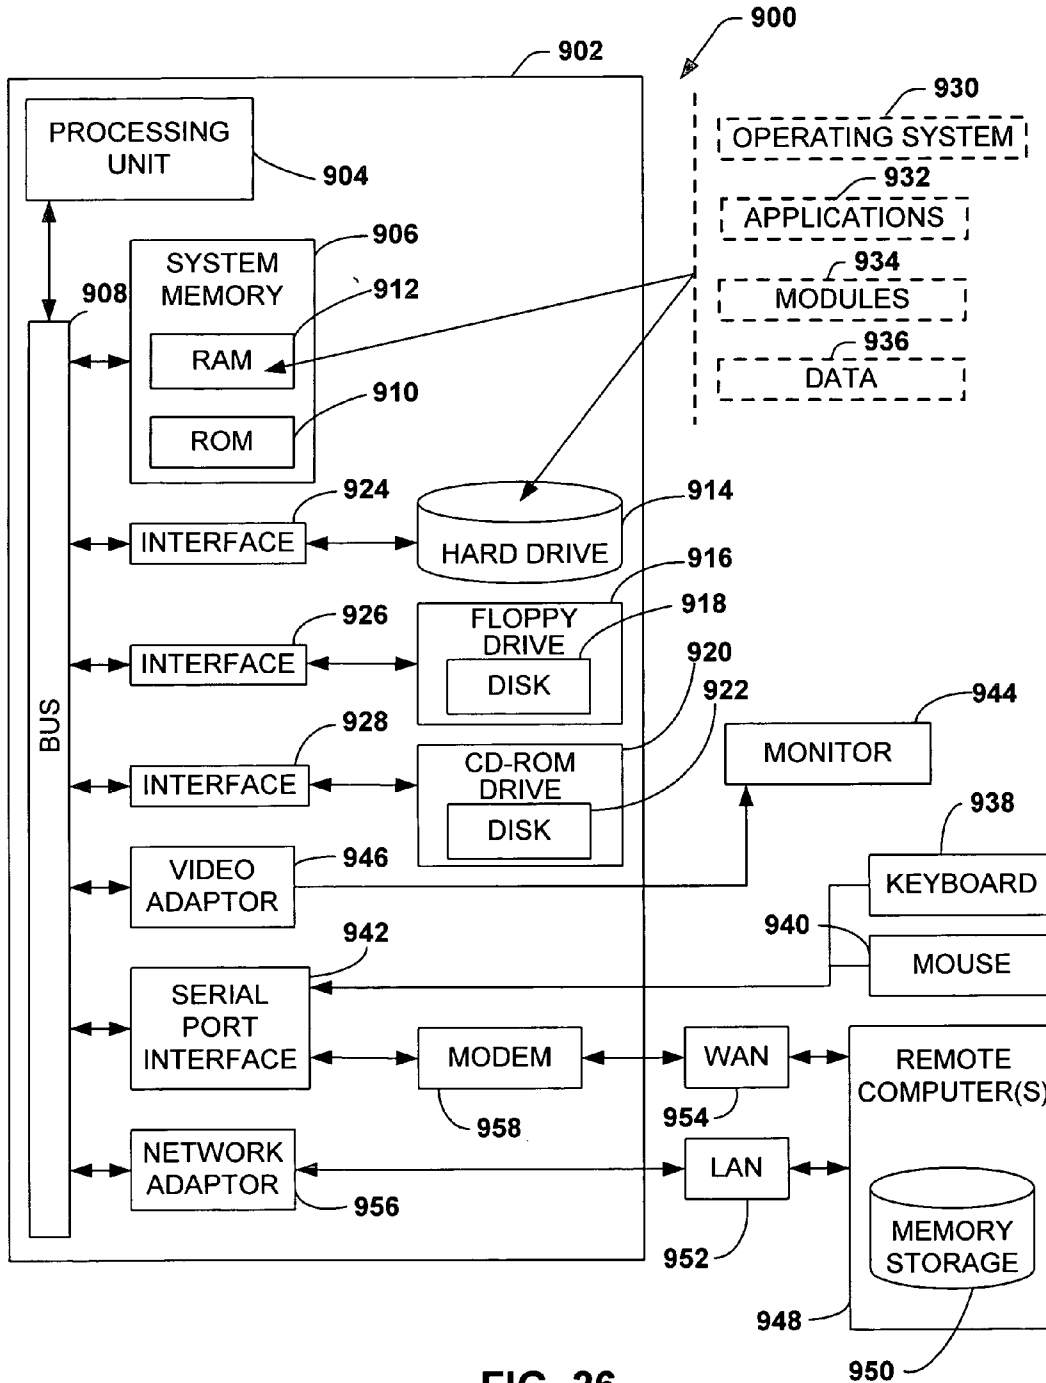 900
902
930
PROCESSING
UNIT
OPERATING SYSTEM
904
932
APPLICATIONS
906
SYSTEM
MEMORY
934
MODULES
908
912
RAM
936
DATA
910
ROM
924
914
INTERFACE
HARD DRIVE
916
918
926
FLOPPY
DRIVE
INTERFACE
DISK
920
922
944
BUS
928
MONITOR
CD-ROM
DRIVE
INTERFACE
DISK
938
946
VIDEO
ADAPTOR
KEYBOARD
942
940
MOUSE
SERIAL
PORT
INTERFACE
MODEM
WAN
REMOTE
COMPUTER(S)
958
954
NETWORK
ADAPTOR
LAN
956
952
MEMORY
STORAGE
948
950
FIG. 26